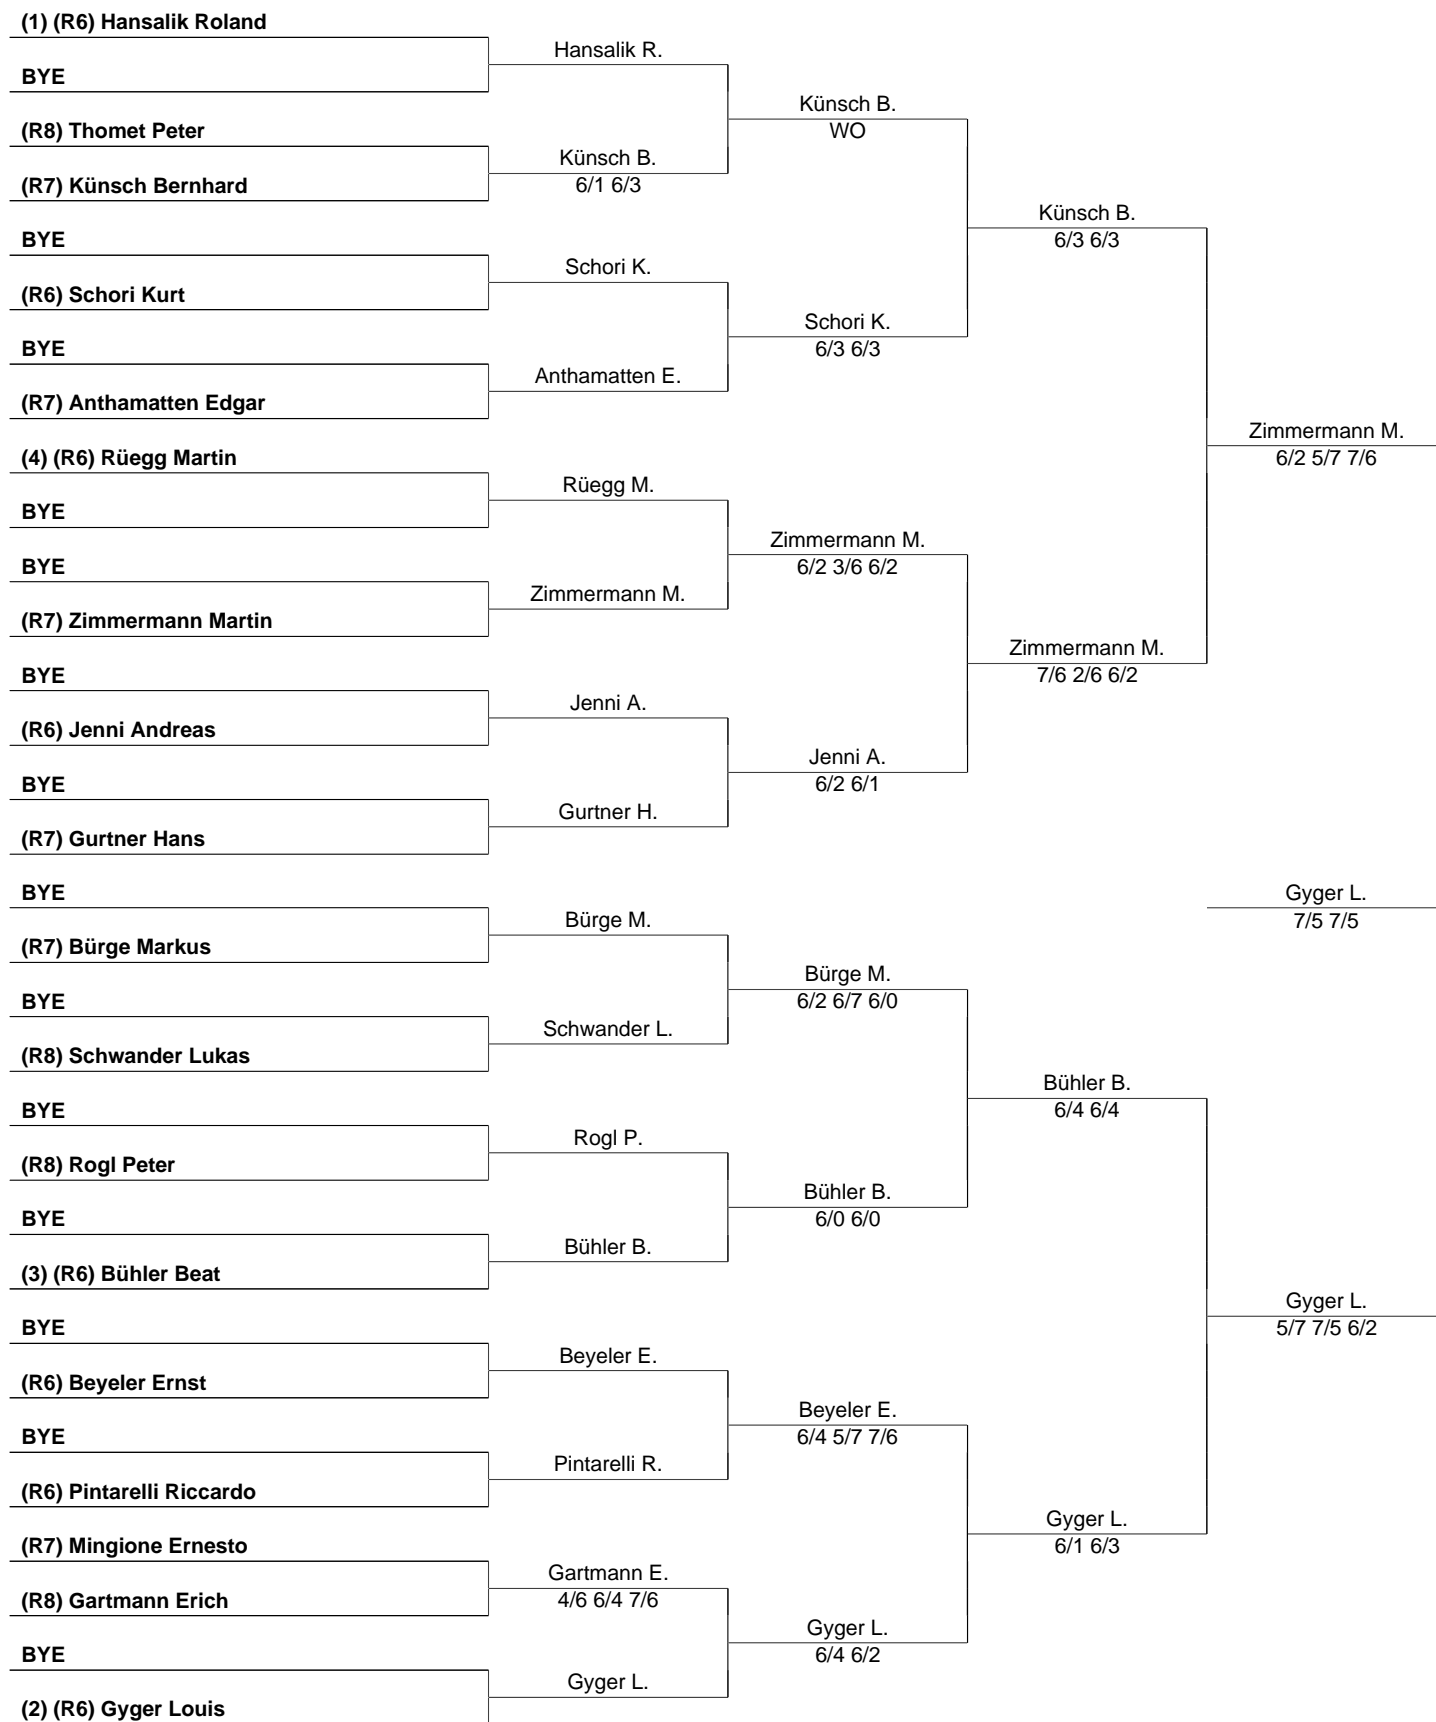 (1) (R6) Hansalik Roland
BYE
(R8) Thomet Peter
(R7) Künsch Bernhard
BYE
(R6) Schori Kurt
BYE
(R7) Anthamatten Edgar
(4) (R6) Rüegg Martin
BYE
BYE
(R7) Zimmermann Martin
BYE
(R6) Jenni Andreas
BYE
(R7) Gurtner Hans
BYE
(R7) Bürge Markus
BYE
(R8) Schwander Lukas
BYE
(R8) Rogl Peter
BYE
(3) (R6) Bühler Beat
BYE
(R6) Beyeler Ernst
BYE
(R6) Pintarelli Riccardo
(R7) Mingione Ernesto
(R8) Gartmann Erich
BYE
(2) (R6) Gyger Louis
Hansalik R.
Künsch B.
6/1 6/3
Schori K.
Anthamatten E.
Rüegg M.
Zimmermann M.
Jenni A.
Gurtner H.
Bürge M.
Schwander L.
Rogl P.
Bühler B.
Beyeler E.
Pintarelli R.
Gartmann E.
4/6 6/4 7/6
Gyger L.
Künsch B.
WO
Schori K.
6/3 6/3
Zimmermann M.
6/2 3/6 6/2
Jenni A.
6/2 6/1
Bürge M.
6/2 6/7 6/0
Bühler B.
6/0 6/0
Beyeler E.
6/4 5/7 7/6
Gyger L.
6/4 6/2
Künsch B.
6/3 6/3
Zimmermann M.
7/6 2/6 6/2
Bühler B.
6/4 6/4
Gyger L.
6/1 6/3
Zimmermann M.
6/2 5/7 7/6
Gyger L.
7/5 7/5
Gyger L.
5/7 7/5 6/2